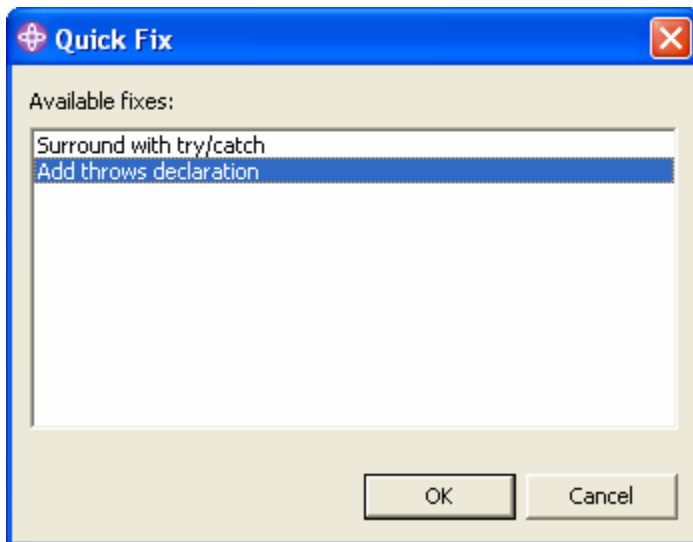 Quick Fix
Available fixes:
Surround with try/catch
Add throws declaration
OK
Cancel